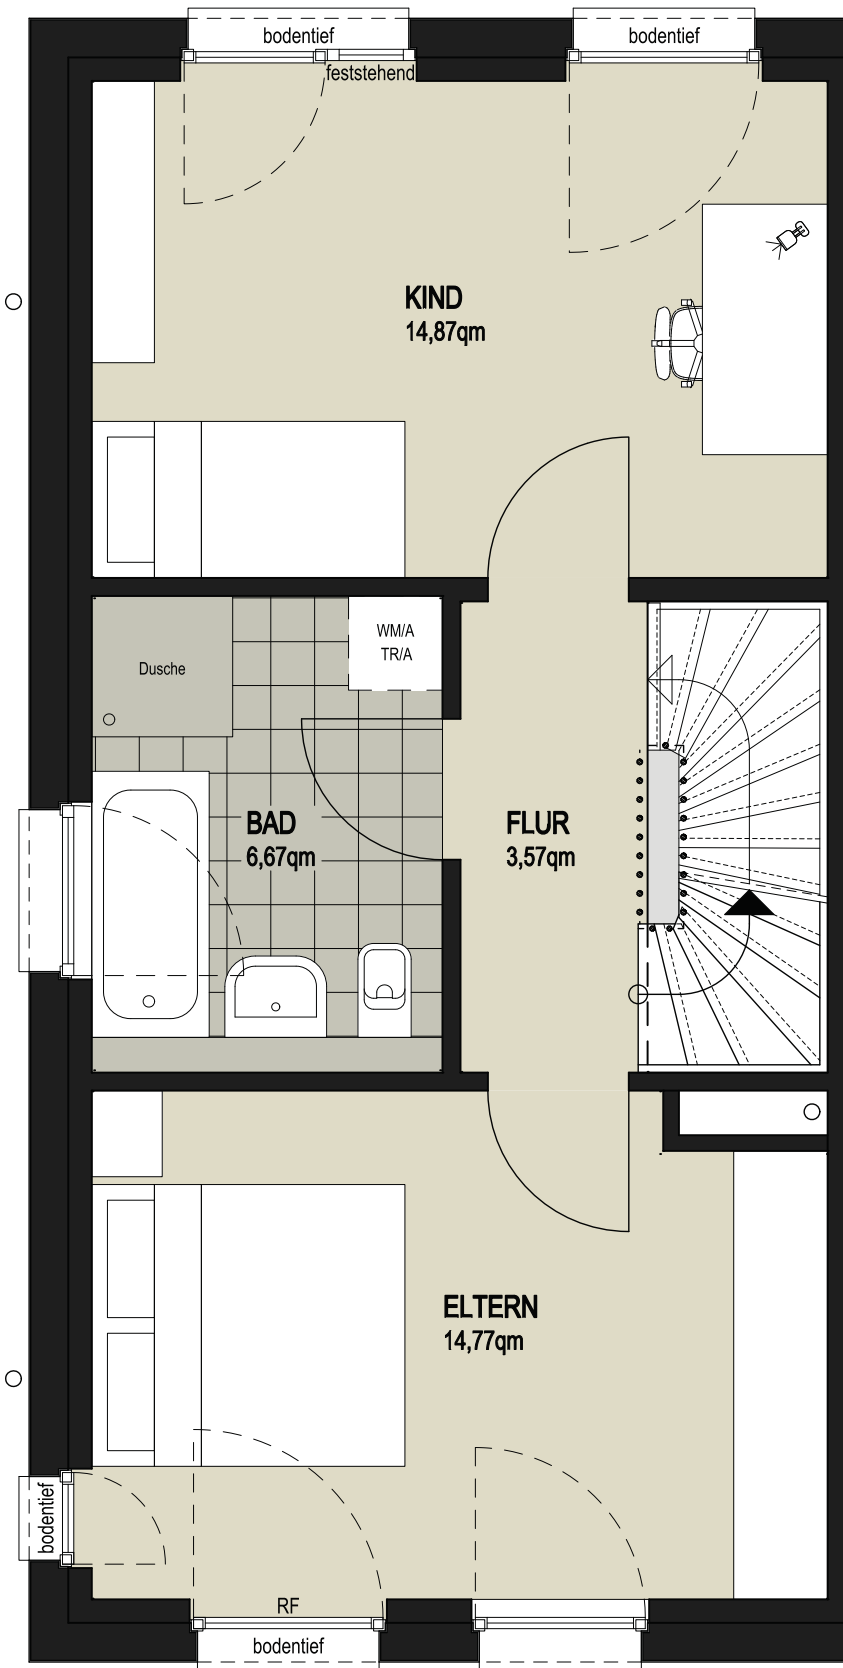 bodentief
bodentief
feststehend
KIND
14,87qm
WM/A
TR/A
Dusche
BAD
6,67qm
FLUR
3,57qm
ELTERN
14,77qm
bodentief
RF
bodentief